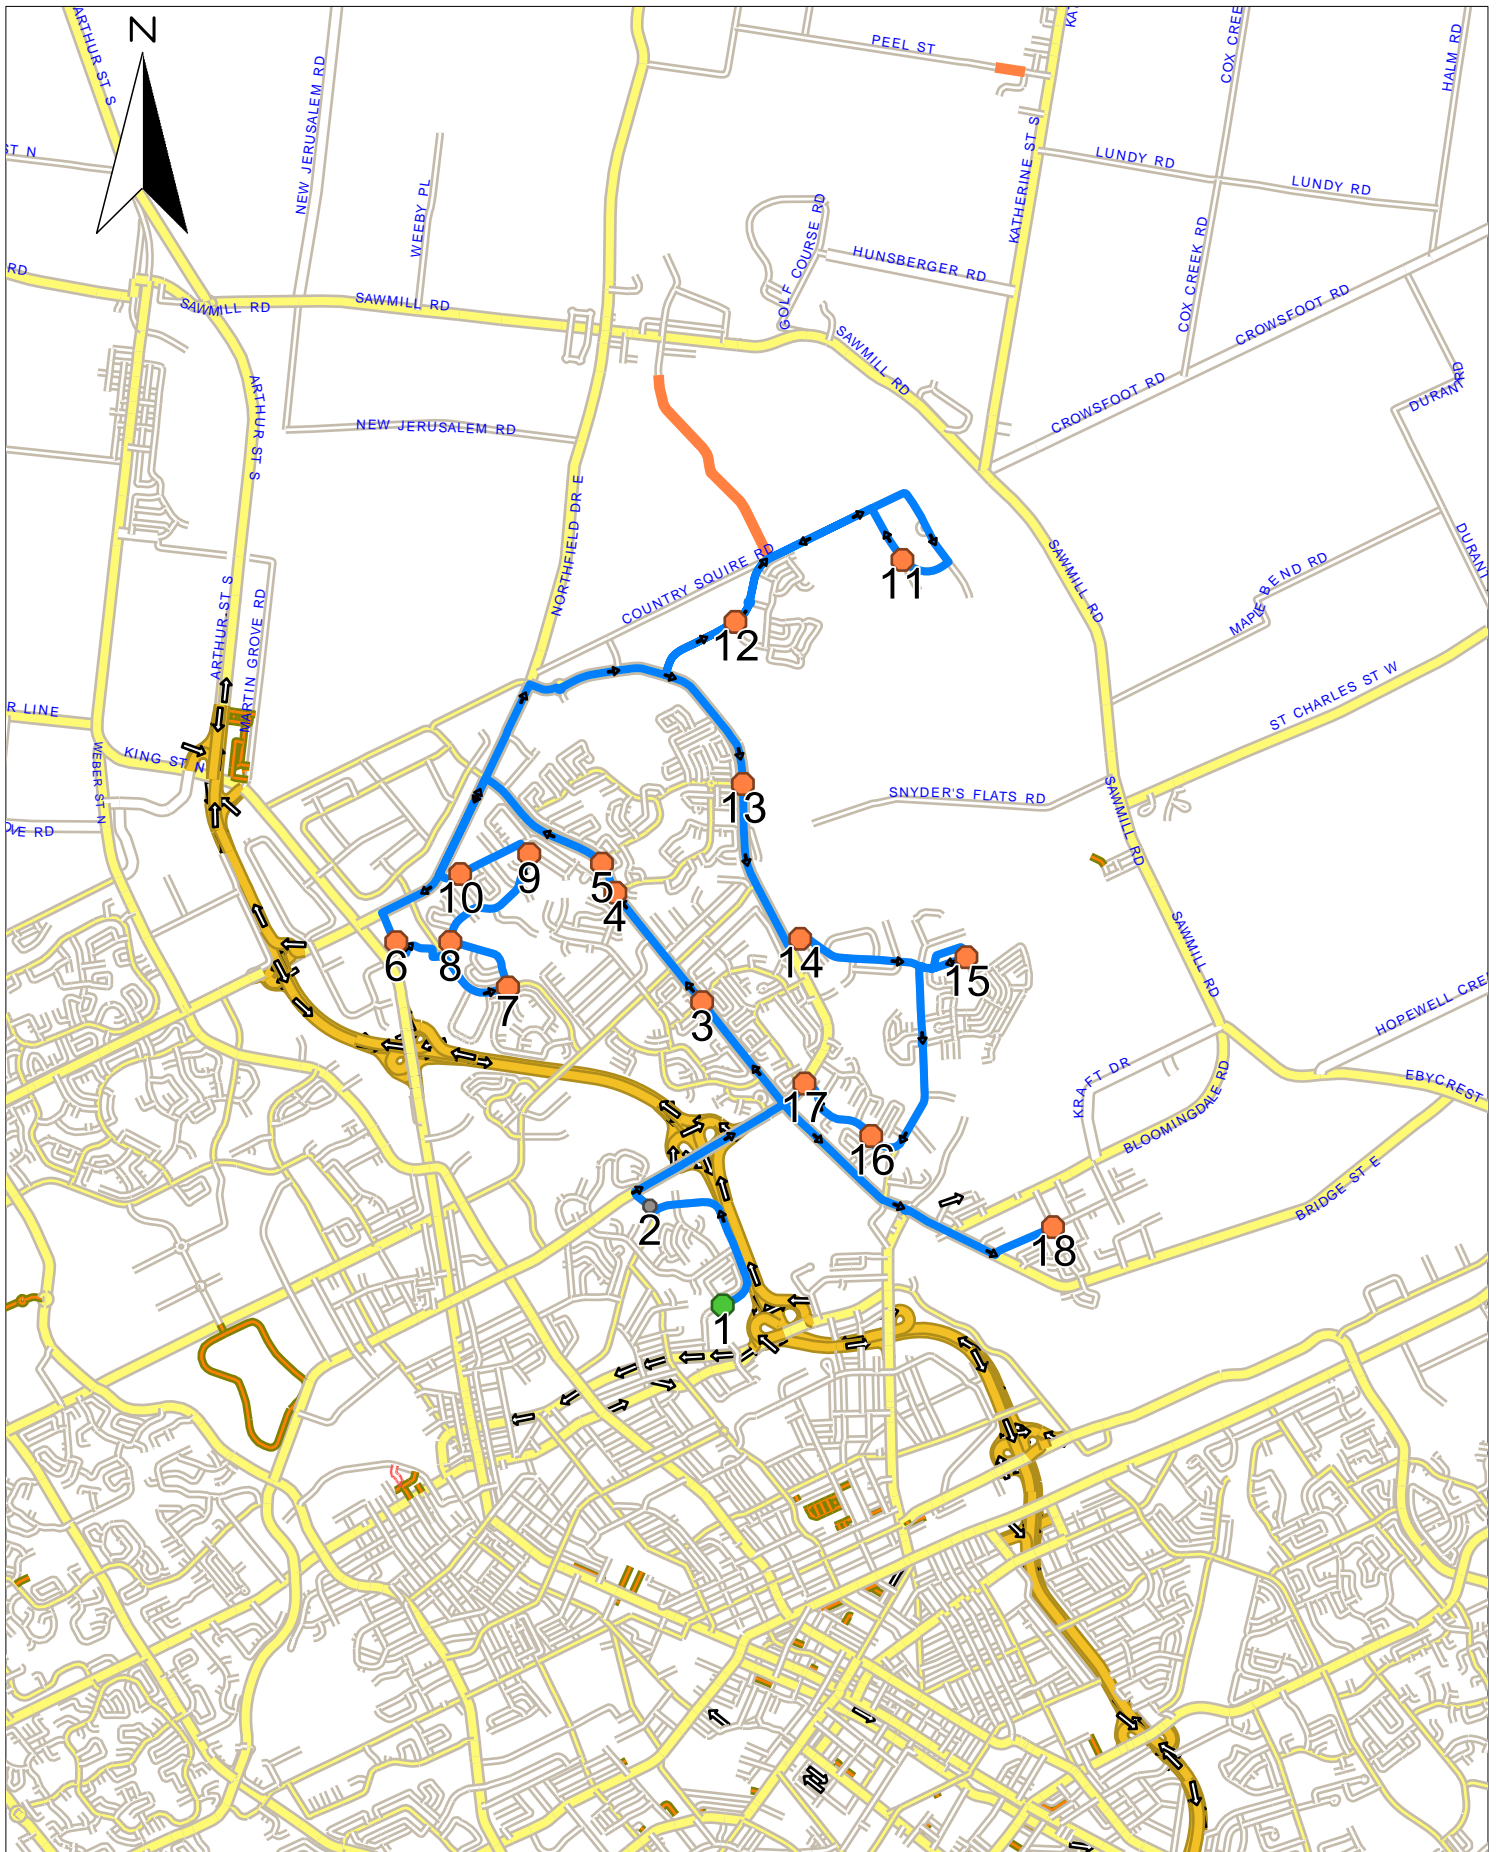 N
ARTHUR ST S
NEW JERUSALEM RD
PEEL ST
COX CREE
HALM RD
KATHERINE ST S
LUNDY RD
LUNDY RD
ST N
WEEBY PL
GOLF COURSE RD
HUNSBERGER RD
COX CREEK RD
RD
SAWMILL RD
SAWMILL RD
SAWMILL RD
CROWSFOOT RD
CROWSFOOT RD
DURANT
RD
ARTHUR ST S
NEW JERUSALEM RD
NORTHFIELD DR E
COUNTRY SQUIRE RD
SAWMILL RD
MAPLE BEND RD
DURANT
11
12
ARTHUR ST S
MARTIN GROVE RD
ST CHARLES ST W
R LINE
KING ST N
WEBER ST N
SNYDER'S FLATS RD
SAWMILL RD
OVE RD
13
9
5
10
4
6
8
7
14
15
SAWMILL RD
3
HOPEWELL CREE
KRAFT DR
BLOOMINGDALE RD
EBYCREST
17
16
BRIDGE ST E
2
18
1